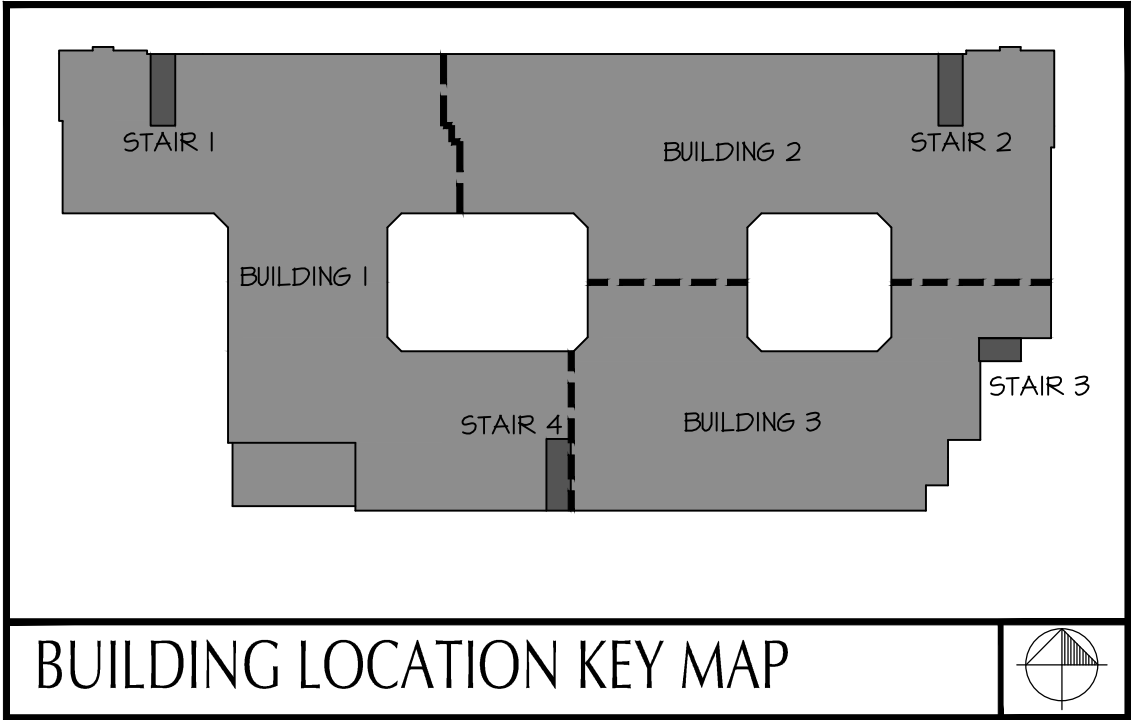 STAIR 1
STAIR 2
BUILDING 2
BUILDING 1
STAIR 3
STAIR 4
BUILDING 3
BUILDING LOCATION KEY MAP